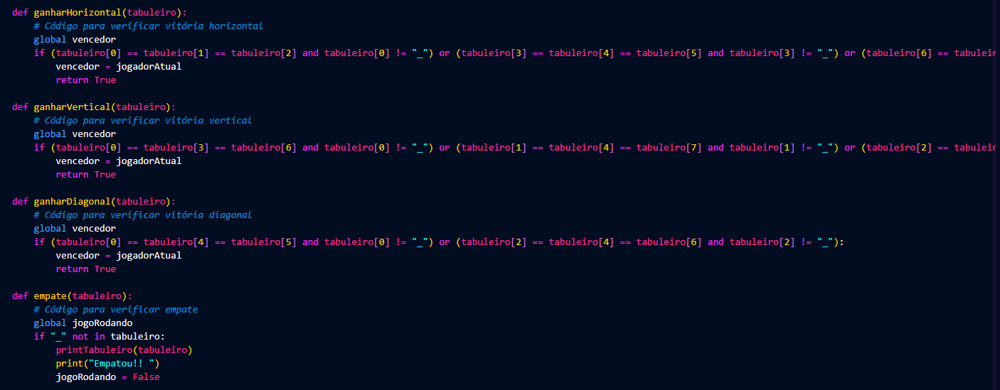 def ganharHorizontal(tabuleiro):
    # Código para verificar vitória horizontal
    global vencedor
    if (tabuleiro[0] == tabuleiro[1] == tabuleiro[2] and tabuleiro[0] != "_") or (tabuleiro[3] == tabuleiro[4] == tabuleiro[5] and tabuleiro[3] != "_") or (tabuleiro[6] ==
        vencedor = jogadorAtual
        return True
def ganharVertical(tabuleiro):
    # Código para verificar vitória vertical
    global vencedor
    if (tabuleiro[0] == tabuleiro[3] == tabuleiro[6] and tabuleiro[0] != "_") or (tabuleiro[1] == tabuleiro[4] == tabuleiro[7] and tabuleiro[1] != "_") or (tabuleiro[2] ==
        vencedor = jogadorAtual
        return True
def ganharDiagonal(tabuleiro):
    # Código para verificar vitória diagonal
    global vencedor
    if (tabuleiro[0] == tabuleiro[4] == tabuleiro[5] and tabuleiro[0] != "_") or (tabuleiro[2] == tabuleiro[4] == tabuleiro[6] and tabuleiro[2] != "_"):
        vencedor = jogadorAtual
        return True
def empate(tabuleiro):
    # Código para verificar empate
    global jogoRodando
    if "_" not in tabuleiro:
        printTabuleiro(tabuleiro)
        print("Empatou!! ")
        jogoRodando = False